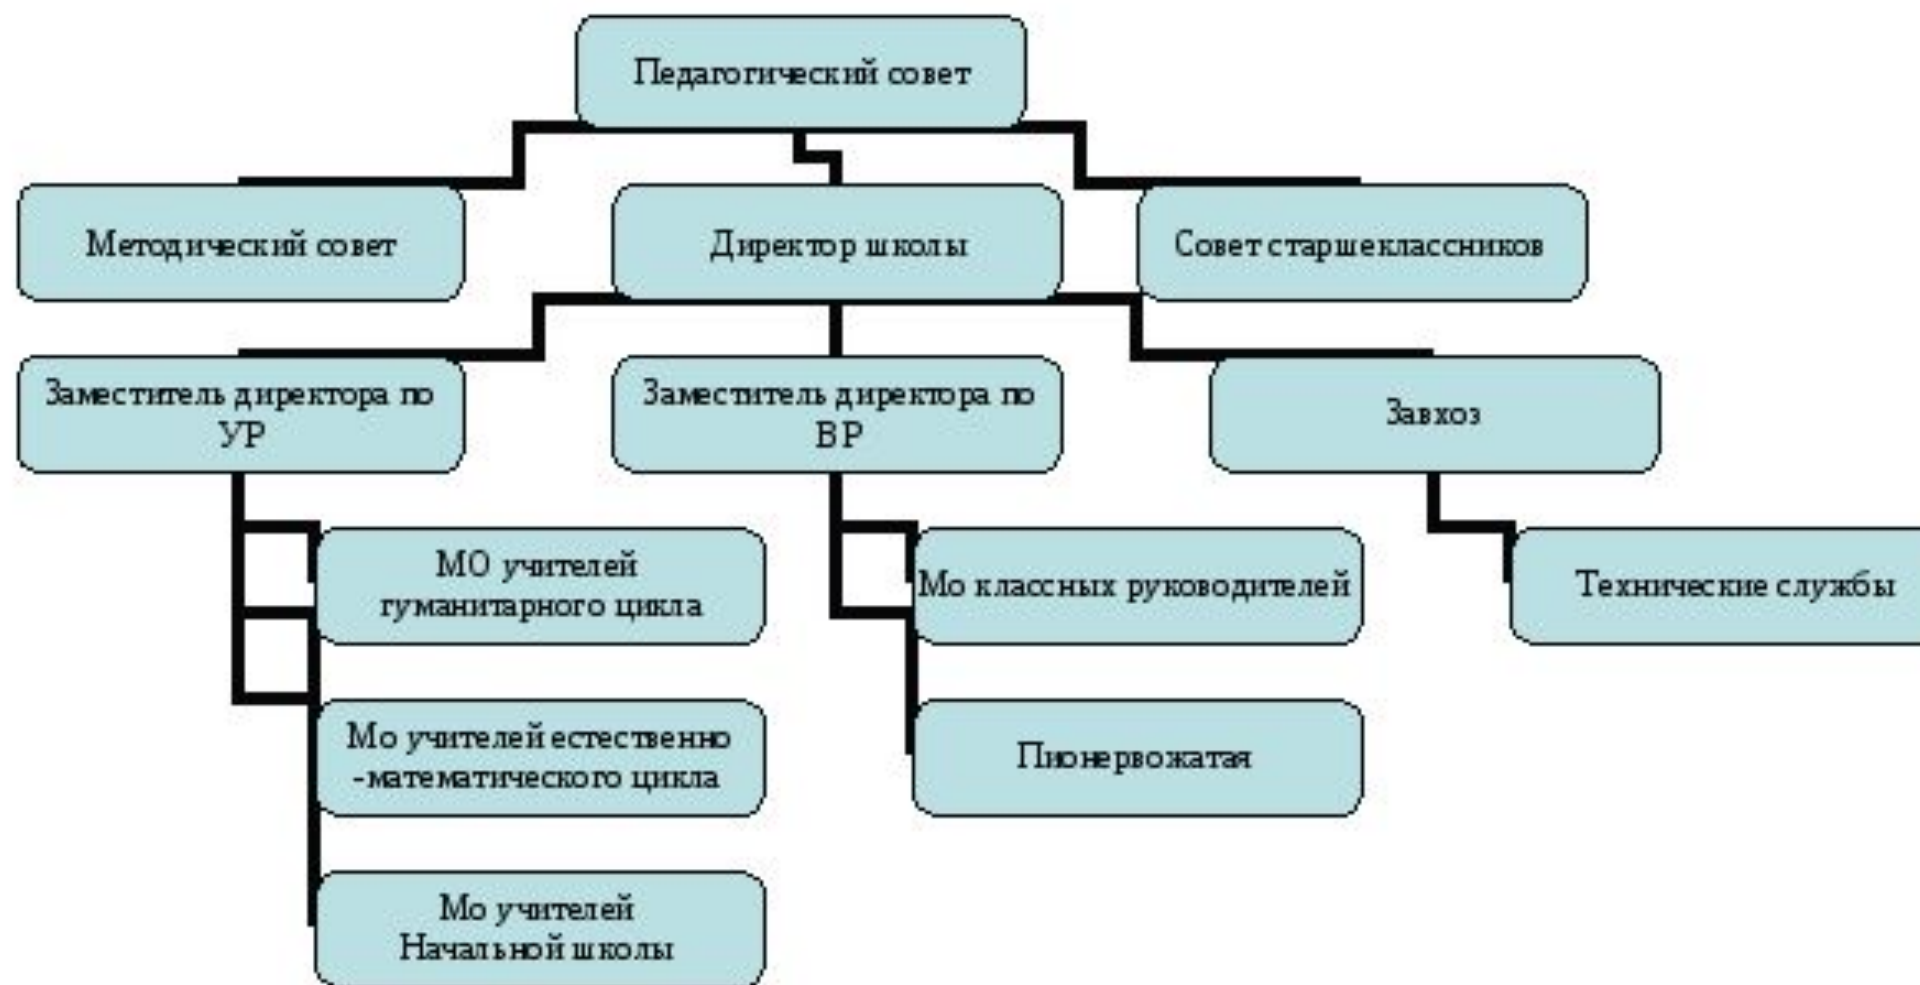 Педагогический совет
Методический совет
Директор школы
Совет старшеклассников
Заместитель директора по
УР
Заместитель директора по
ВР
Завхоз
МО учителей
гуманитарного цикла
Мо классных руководителей
Технические службы
Мо учителей естественно
-математического цикла
Пионервожатая
Мо учителей
Начальной школы